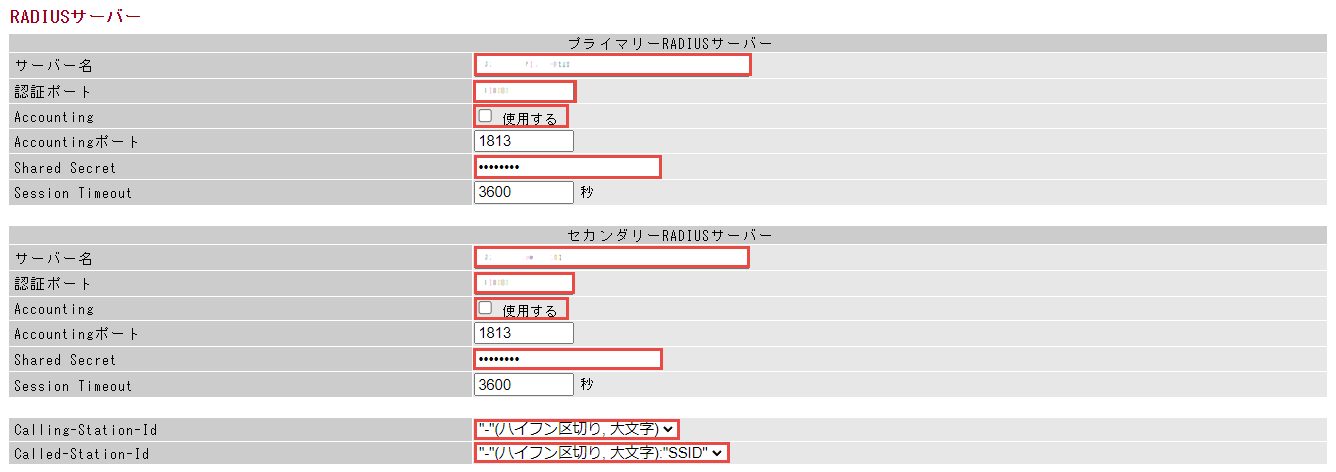 RADIUSサーバー
プライマリーRADIUSサーバー
サーバー名
認証ポート
Accounting 使用する
Accountingポート 1813
Shared Secret ••••••••
Session Timeout 3600 秒
セカンダリーRADIUSサーバー
サーバー名
認証ポート
Accounting 使用する
Accountingポート 1813
Shared Secret ••••••••
Session Timeout 3600 秒
Calling-Station-Id "-"(ハイフン区切り, 大文字)
Called-Station-Id "-"(ハイフン区切り, 大文字):"SSID"